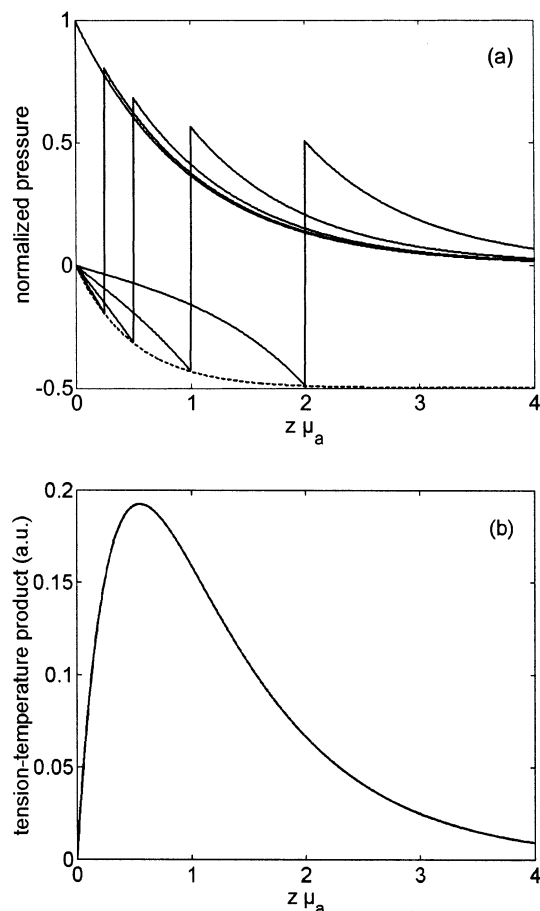 (a)
1
0.5
0
-0.5
normalized pressure
0 1 2 3 4
z μa
(b)
0.2
0.15
0.1
0.05
0
tension-temperature product (a.u.)
0 1 2 3 4
z μa